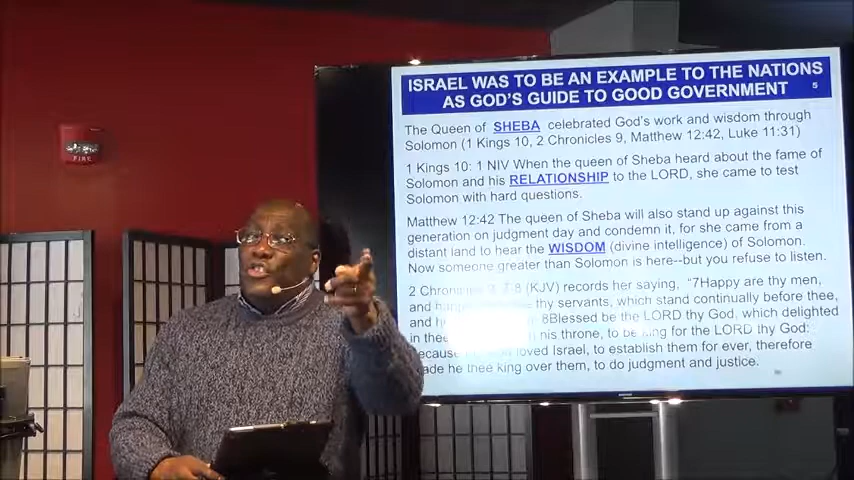 FIRE
ISRAEL WAS TO BE AN EXAMPLE TO THE NATIONS
AS GOD'S GUIDE TO GOOD GOVERNMENT
5
The Queen of SHEBA celebrated God's work and wisdom through
Solomon (1 Kings 10, 2 Chronicles 9, Matthew 12:42, Luke 11:31)
1 Kings 10: 1 NIV When the queen of Sheba heard about the fame of
Solomon and his RELATIONSHIP to the LORD, she came to test
Solomon with hard questions.
Matthew 12:42 The queen of Sheba will also stand up against this
generation on judgment day and condemn it, for she came from a
distant land to hear the WISDOM (divine intelligence) of Solomon.
Now someone greater than Solomon is here--but you refuse to listen.
2 7-8 (KJV) records her saying, "7Happy are thy men,
and thy servants, which stand continually before thee,
and 8Blessed be the LORD thy God, which delighted
in his throne, to be king for the LORD thy God:
loved Israel, to establish them for ever, therefore
he thee king over them, to do judgment and justice.